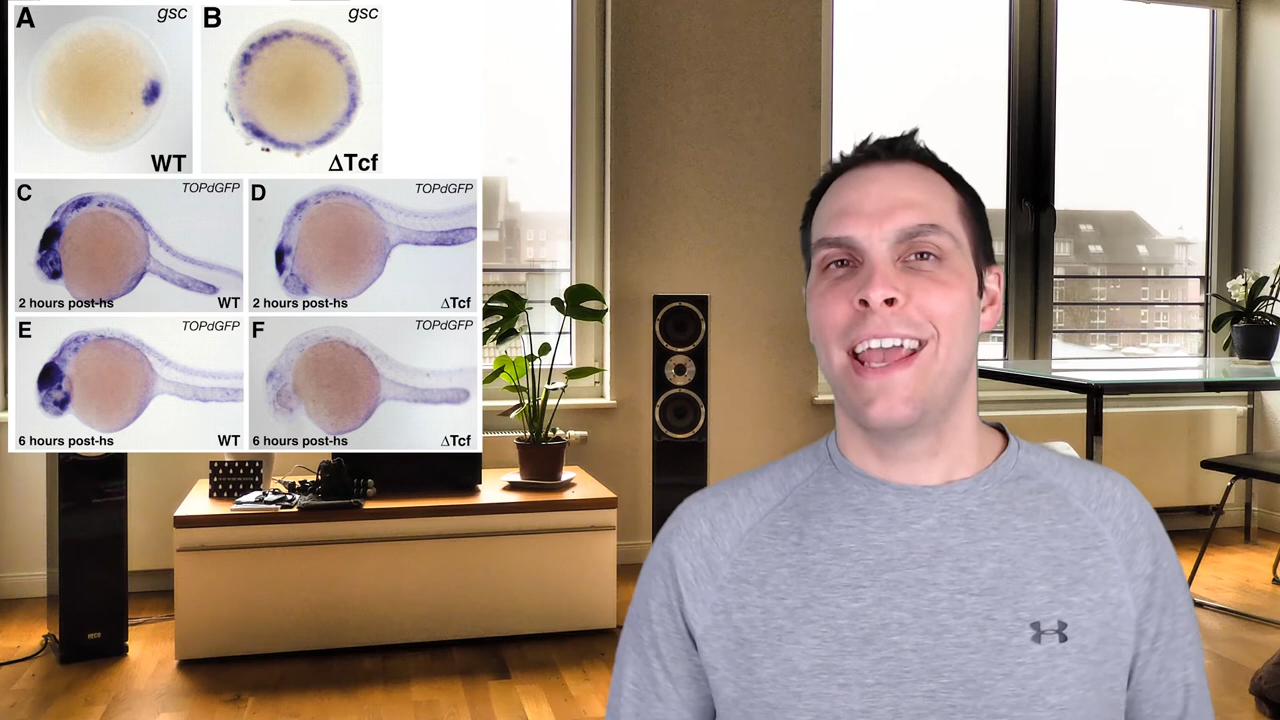 A gsc
WT
B gsc
ΔTcf
C TOPdGFP
2 hours post-hs WT
D TOPdGFP
2 hours post-hs ΔTcf
E TOPdGFP
6 hours post-hs WT
F TOPdGFP
6 hours post-hs ΔTcf
HECO